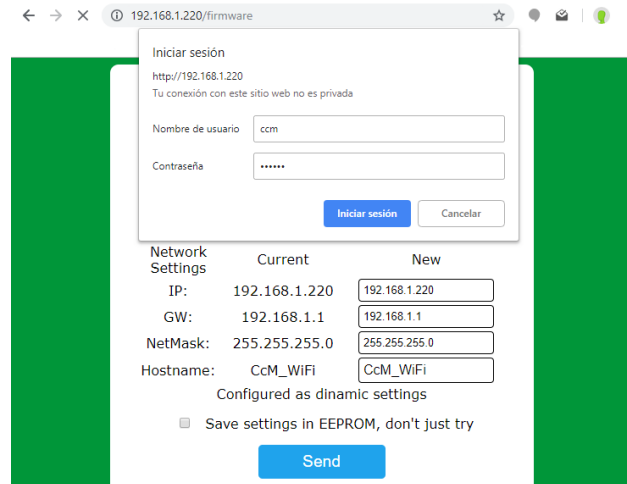 192.168.1.220/firmware
Iniciar sesión
http://192.168.1.220
Tu conexión con este sitio web no es privada
Nombre de usuario ccm
Contraseña ••••••
Iniciar sesión Cancelar
Network Settings Current New
IP: 192.168.1.220 192.168.1.220
GW: 192.168.1.1 192.168.1.1
NetMask: 255.255.255.0 255.255.255.0
Hostname: CcM_WiFi CcM_WiFi
Configured as dinamic settings
Save settings in EEPROM, don't just try
Send